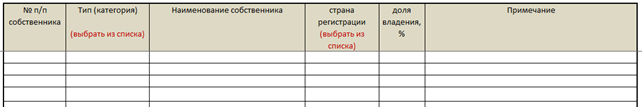 № п/п собственника
Тип (категория)
(выбрать из списка)
Наименование собственника
страна регистрации
(выбрать из списка)
доля владения, %
Примечание